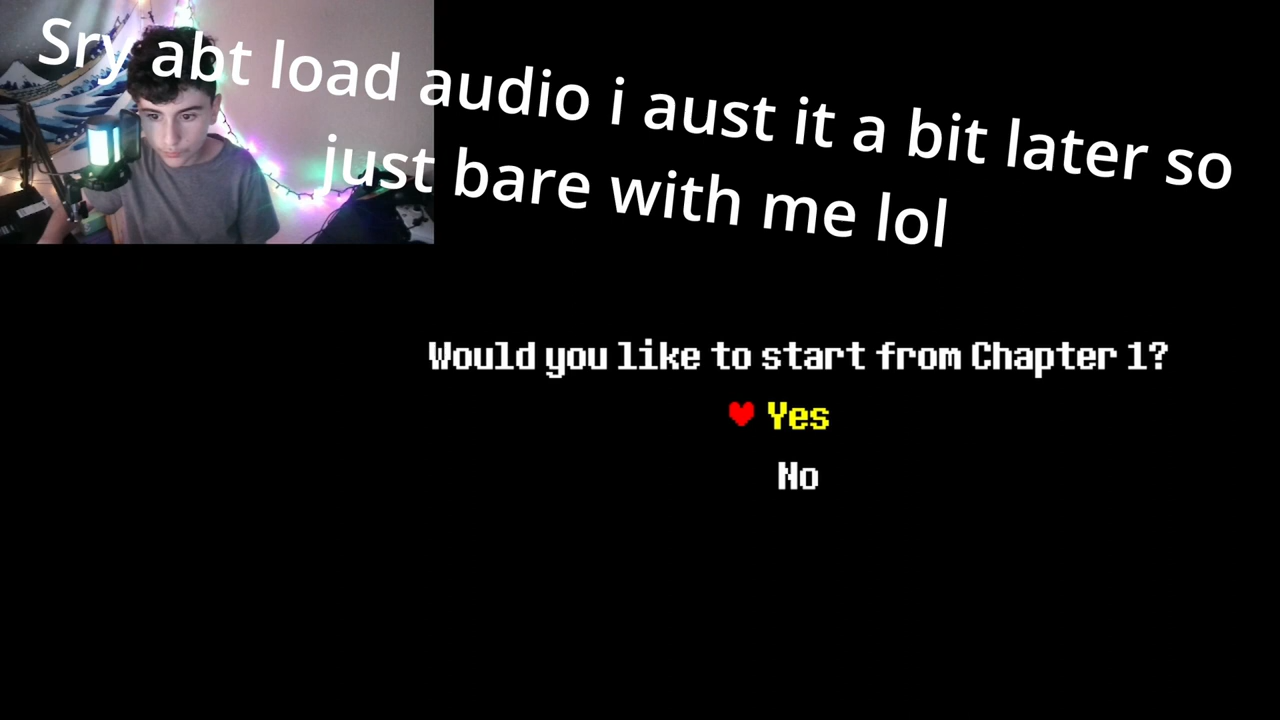 Sry abt load audio i aust it a bit later so
just bare with me lol
Would you like to start from Chapter 1?
Yes
No